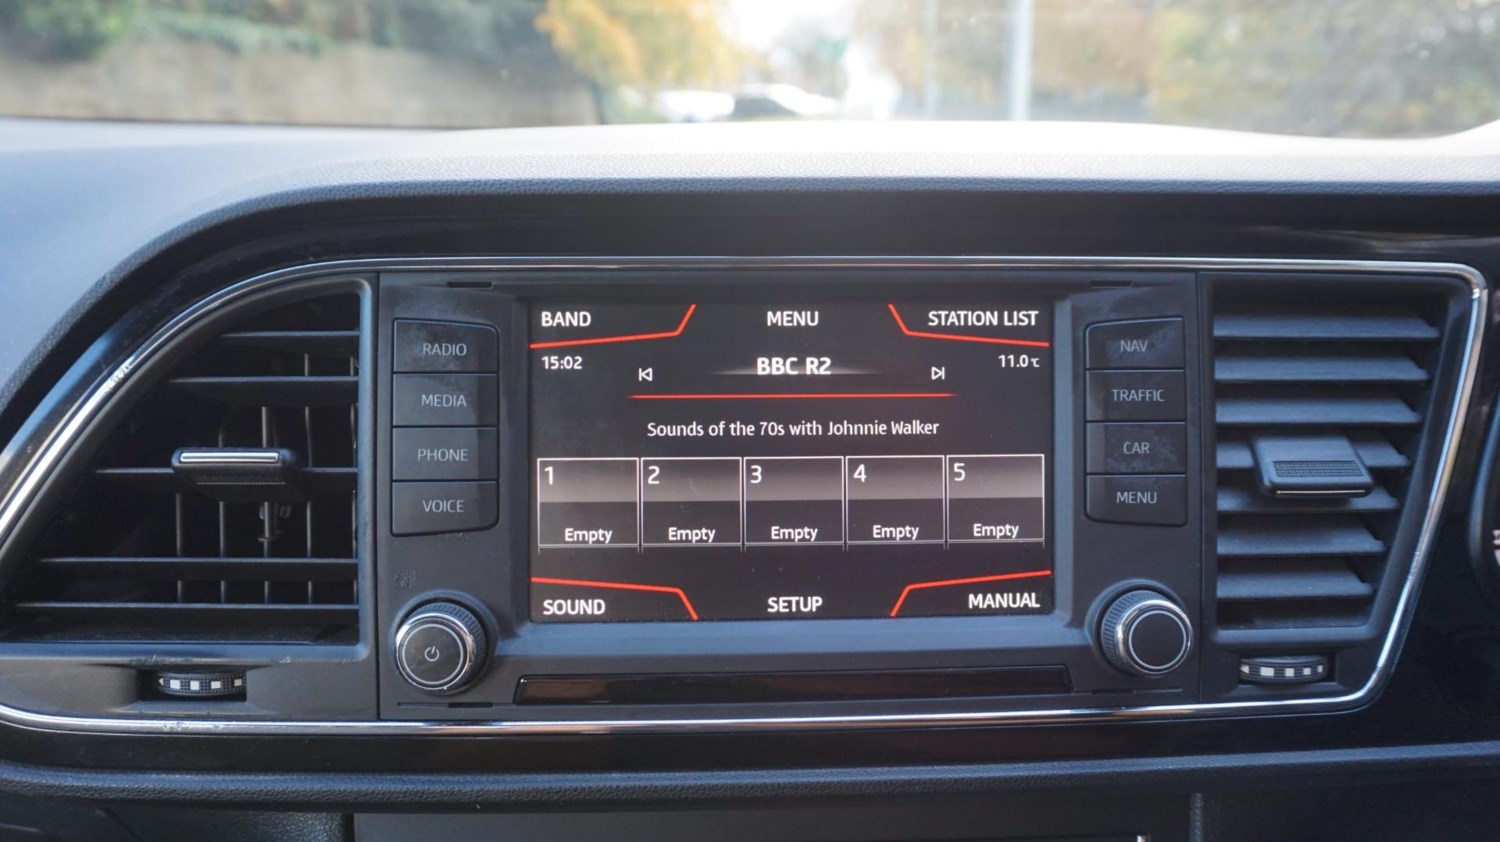 BAND MENU STATION LIST
RADIO
NAV
15:02 BBC R2 11.0℃
MEDIA
TRAFFIC
Sounds of the 70s with Johnnie Walker
PHONE
CAR
1 2 3 4 5
VOICE
MENU
Empty Empty Empty Empty Empty
SOUND SETUP MANUAL